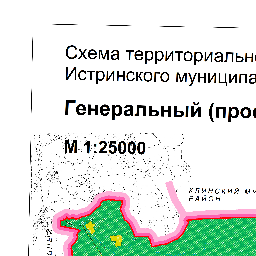 Схема территориально
Истринского муниципа
Генеральный (прое
М 1:25000
КЛИНСКИЙ МУ
РАЙОН